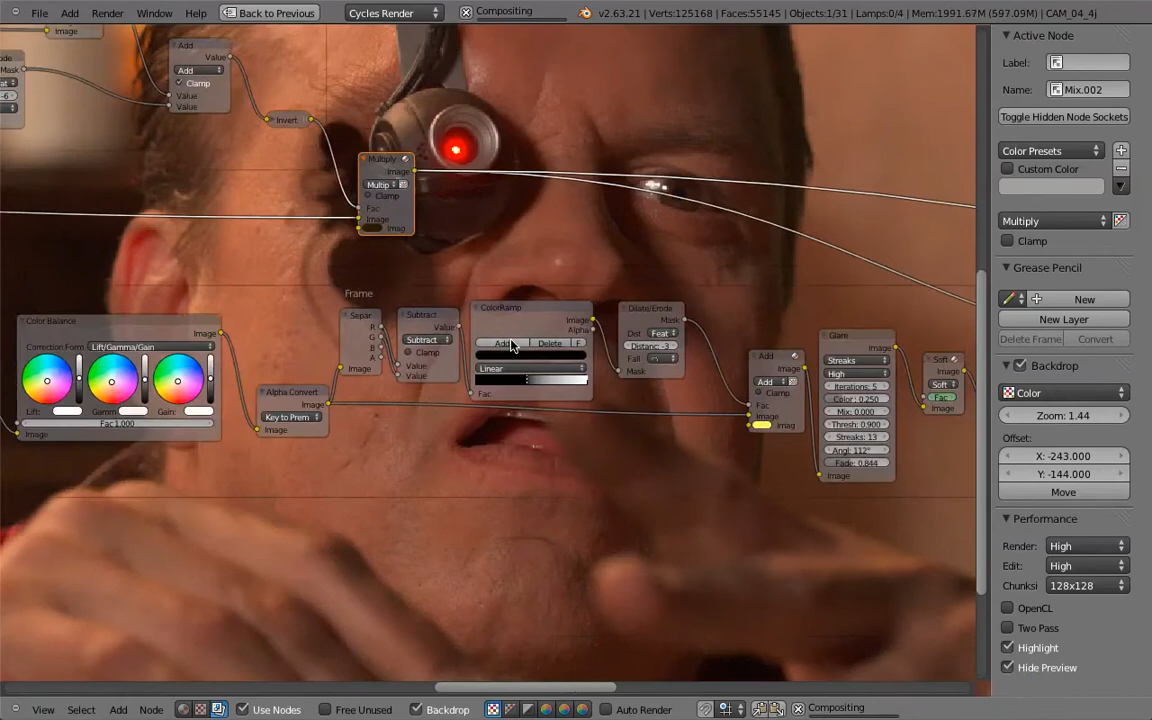 File Add Render Window Help Back to Previous Cycles Render Compositing v2.63.21 | Verts:125168 | Faces:55145 | Objects:1/31 | Lamps:0/4 | Mem:1991.67M (597.09M) | CAM_04_4j
Image
Mask
-6
Add
Value
Add
Clamp
Value
Value
Invert
Multiply
Image
Multip
Clamp
Fac
Image
Imag
Frame
Color Balance
Image
Correction Form
Lift/Gamma/Gain
Lift:
Gamm
Gain:
Fac 1.000
Image
Alpha Convert
Image
Key to Prem
Image
Separ
R
G
B
A
Image
Subtract
Value
Subtract
Clamp
Value
Value
ColorRamp
Image
Alpha
Add
Delete
F
Linear
Fac
Dilate/Erode
Mask
Dist
Feat
Distanc: -3
Fall
Mask
Add
Image
Add
Clamp
Fac
Image
Imag
Glare
Image
Streaks
High
Iterations: 5
Color: 0.250
Mix: 0.000
Thresh: 0.900
Streaks: 13
Angl: 112°
Fade: 0.844
Image
Soft
Image
Soft
Fac
Image
Active Node
Label:
Name: Mix.002
Toggle Hidden Node Sockets
Color Presets
Custom Color
Multiply
Clamp
Grease Pencil
New
New Layer
Delete Frame Convert
Backdrop
Color
Zoom: 1.44
Offset:
X: -243.000
Y: -144.000
Move
Performance
Render: High
Edit: High
Chunksi 128x128
OpenCL
Two Pass
Highlight
Hide Preview
View Select Add Node Use Nodes Free Unused Backdrop Auto Render Compositing